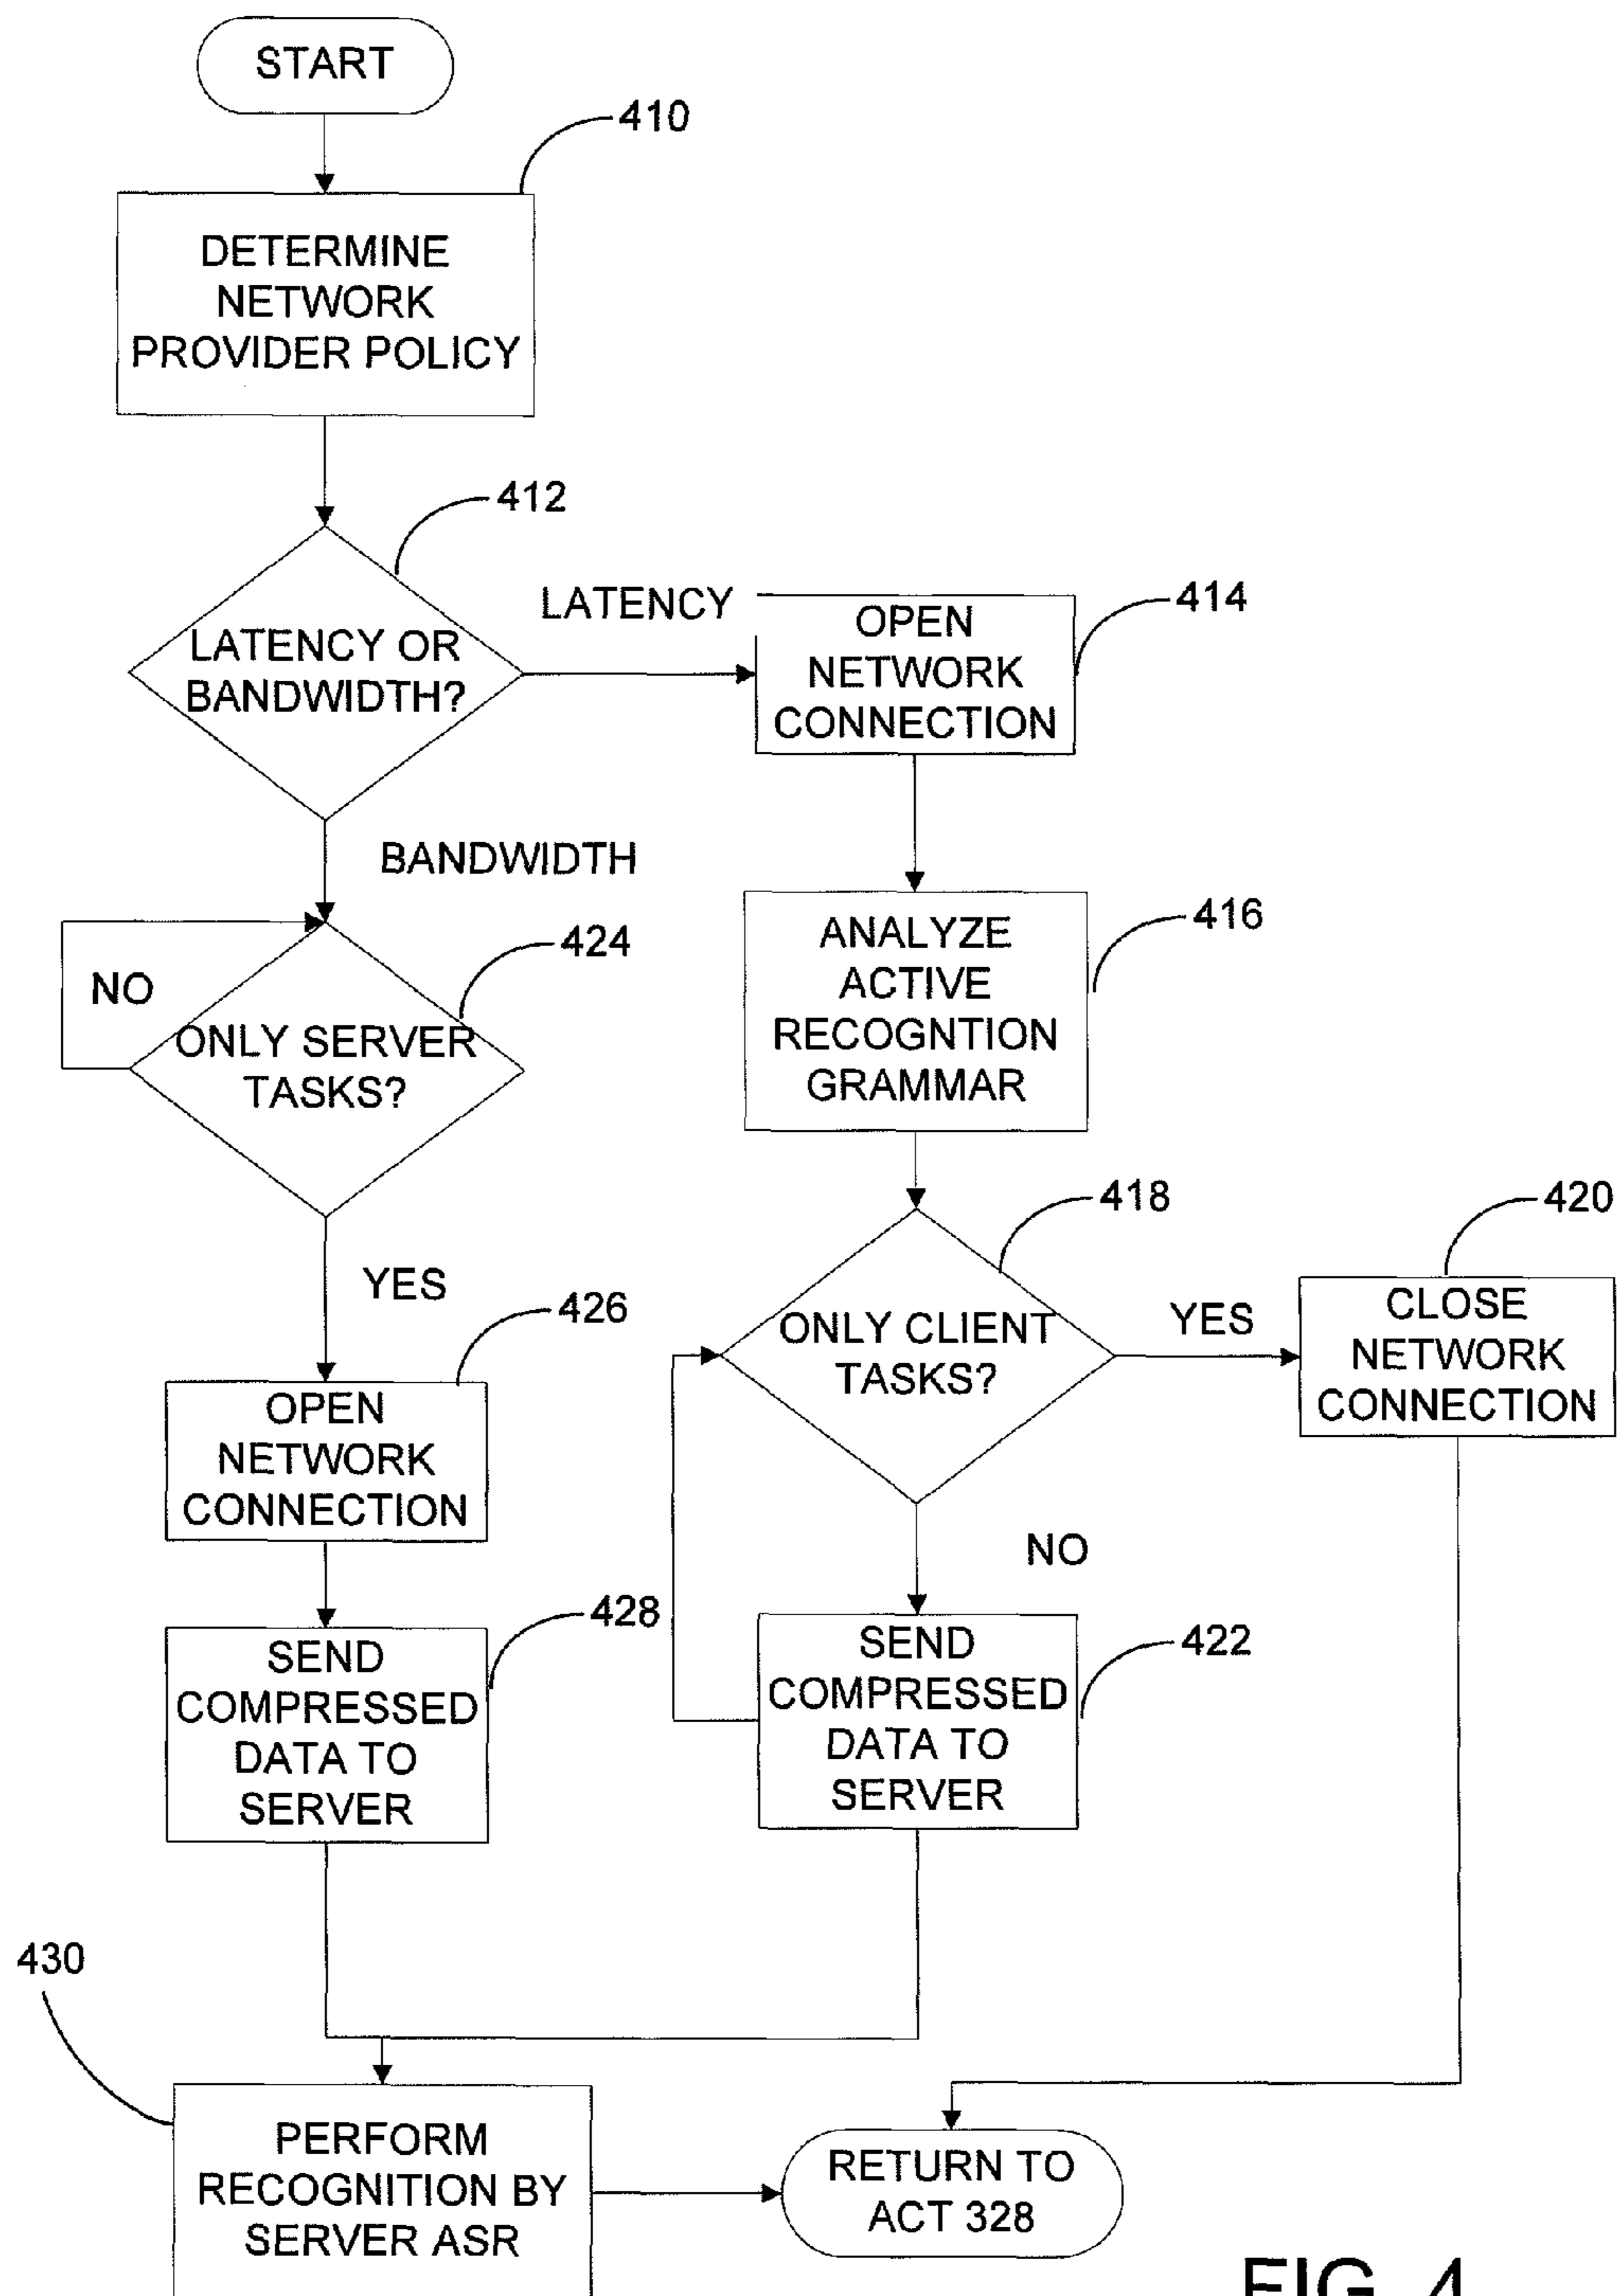 START
410
DETERMINE
NETWORK
PROVIDER POLICY
412
LATENCY OR
BANDWIDTH?
LATENCY
414
OPEN
NETWORK
CONNECTION
BANDWIDTH
416
ANALYZE
ACTIVE
RECOGNTION
GRAMMAR
424
NO
ONLY SERVER
TASKS?
YES
418
ONLY CLIENT
TASKS?
YES
420
CLOSE
NETWORK
CONNECTION
426
OPEN
NETWORK
CONNECTION
NO
428
SEND
COMPRESSED
DATA TO
SERVER
422
SEND
COMPRESSED
DATA TO
SERVER
430
PERFORM
RECOGNITION BY
SERVER ASR
RETURN TO
ACT 328
FIG. 4